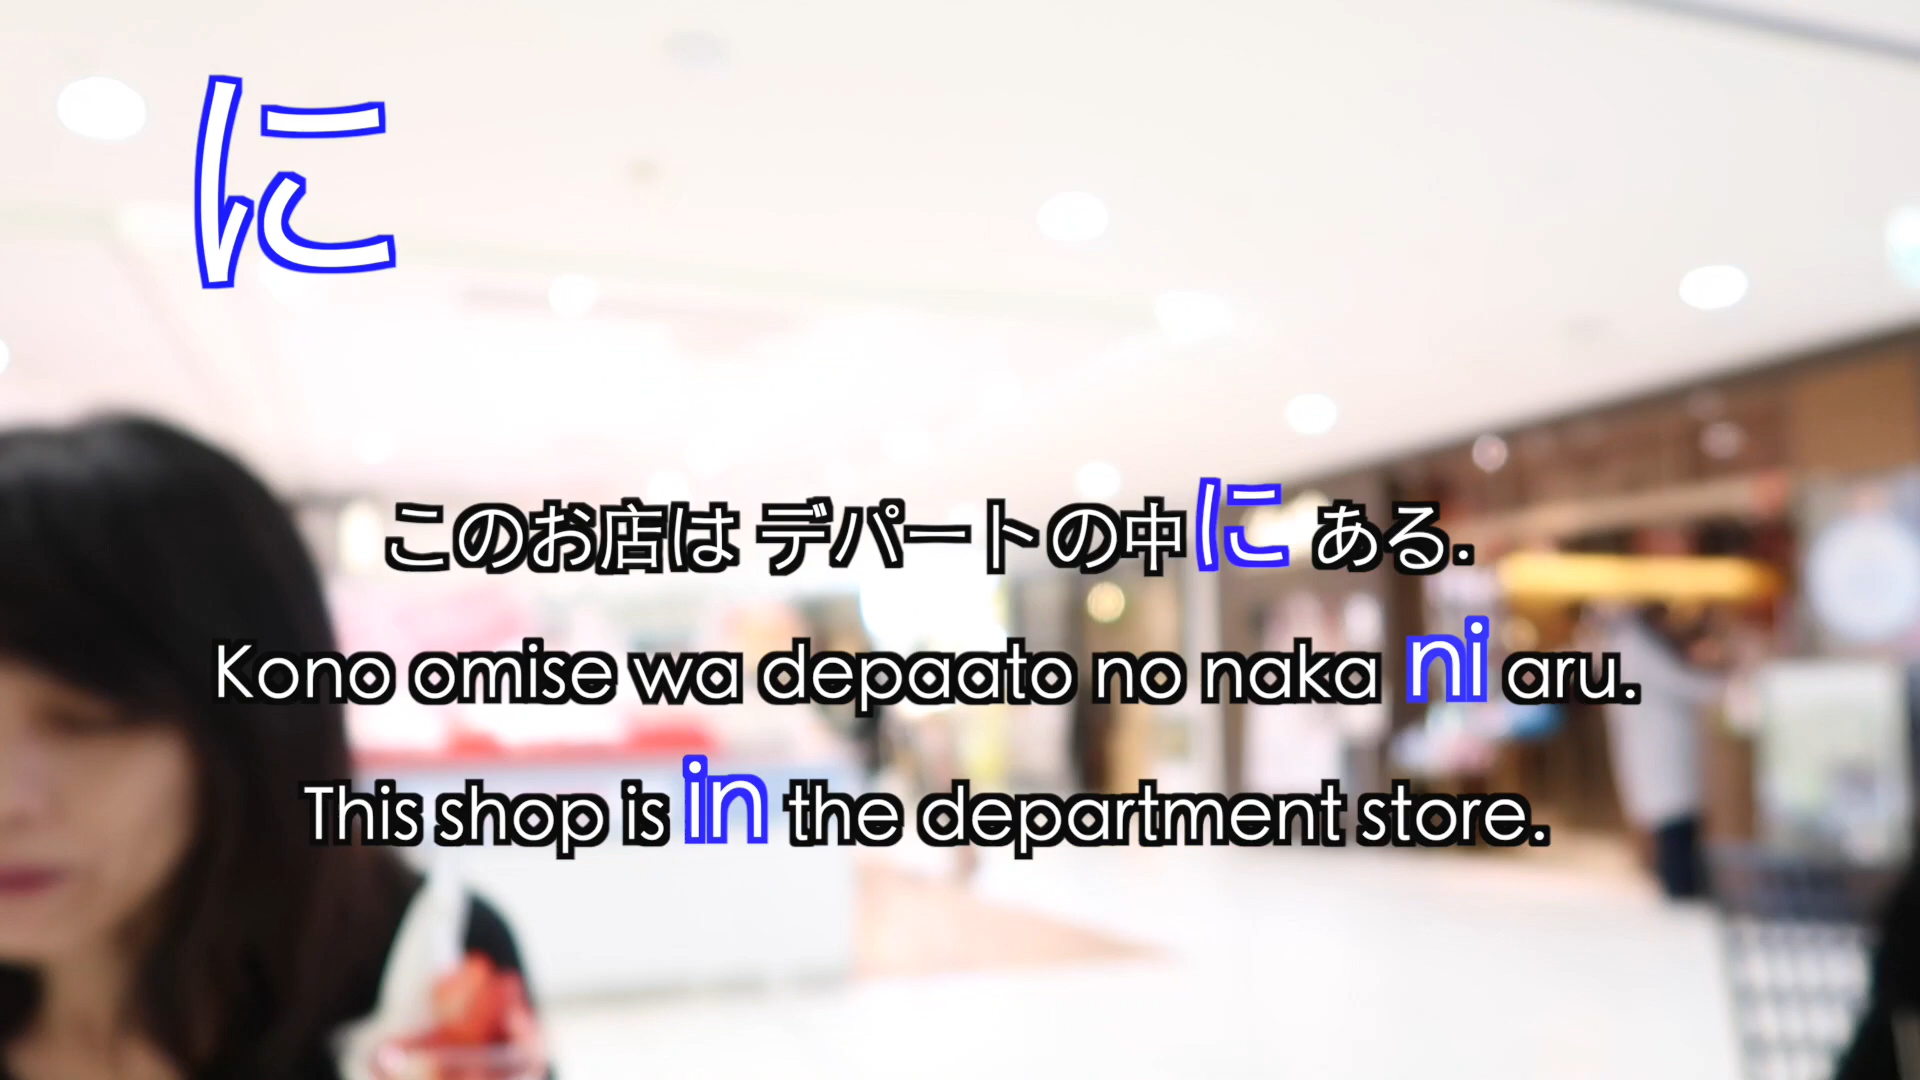 に
このお店は デパートの中に ある.
Kono omise wa depaato no naka ni aru.
This shop is in the department store.